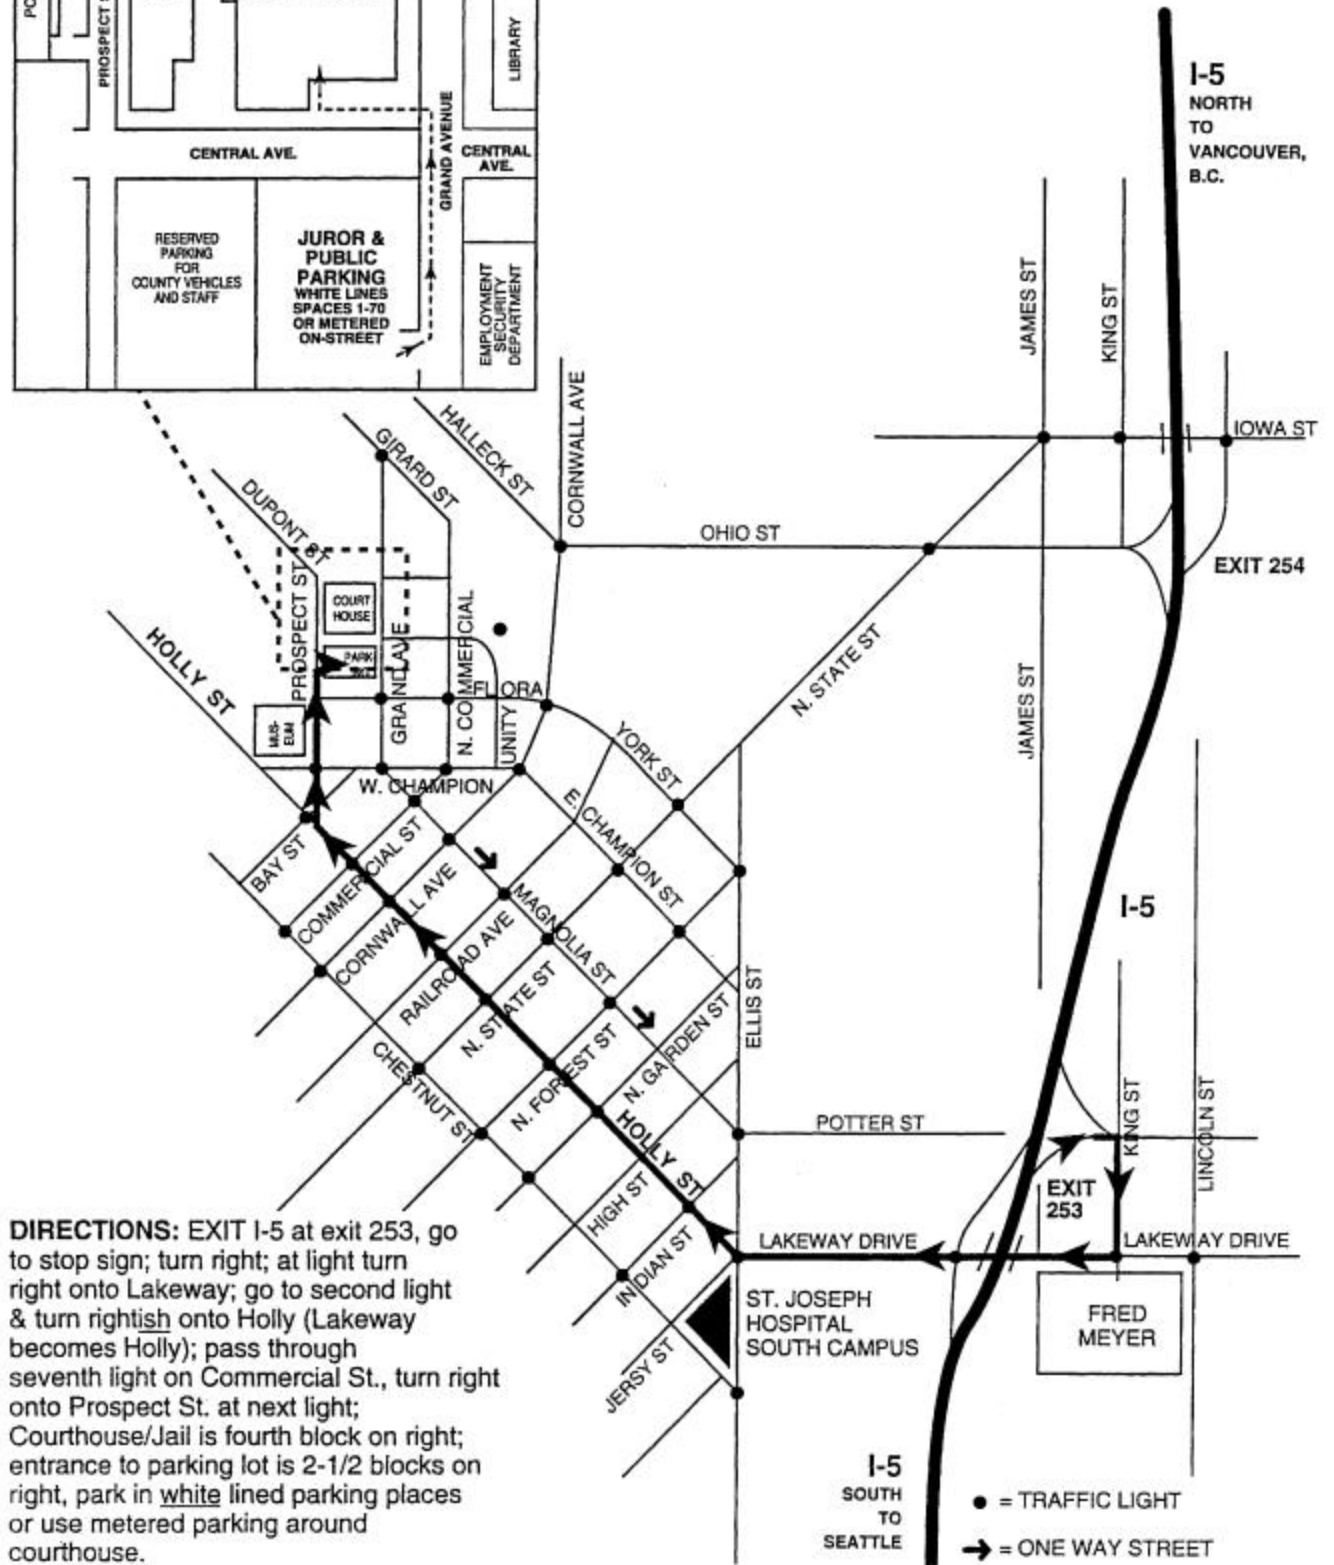 PROSPECT
LIBRARY
CENTRAL AVE.
GRAND AVENUE
CENTRAL
AVE.
RESERVED
PARKING
FOR
COUNTY VEHICLES
AND STAFF
JUROR &
PUBLIC
PARKING
WHITE LINES
SPACES 1-70
OR METERED
ON-STREET
EMPLOYMENT
SECURITY
DEPARTMENT
I-5
NORTH
TO
VANCOUVER,
B.C.
JAMES ST
KING ST
IOWA ST
HALLECK ST
CORNWALL AVE
GIRARD ST
DUPONT ST
OHIO ST
EXIT 254
PROSPECT ST
COURT
HOUSE
PARK
GRAND AVE
N. COMMERCIAL
HOLLY ST
FLORA
UNITY
MUS-
EUM
N. STATE ST
JAMES ST
YORK ST
W. CHAMPION
E. CHAMPION ST
BAY ST
COMMERCIAL ST
CORNWALL AVE
MAGNOLIA ST
RAILROAD AVE
I-5
N. STATE ST
ELLIS ST
N. GARDEN ST
CHESTNUT ST
N. FOREST ST
HOLLY ST
POTTER ST
KING ST
LINCOLN ST
EXIT
253
HIGH ST
INDIAN ST
LAKEWAY DRIVE
LAKEWAY DRIVE
ST. JOSEPH
HOSPITAL
SOUTH CAMPUS
FRED
MEYER
JERSY ST
DIRECTIONS: EXIT I-5 at exit 253, go
to stop sign; turn right; at light turn
right onto Lakeway; go to second light
& turn rightish onto Holly (Lakeway
becomes Holly); pass through
seventh light on Commercial St., turn right
onto Prospect St. at next light;
Courthouse/Jail is fourth block on right;
entrance to parking lot is 2-1/2 blocks on
right, park in white lined parking places
or use metered parking around
courthouse.
I-5
SOUTH
TO
SEATTLE
= TRAFFIC LIGHT
= ONE WAY STREET